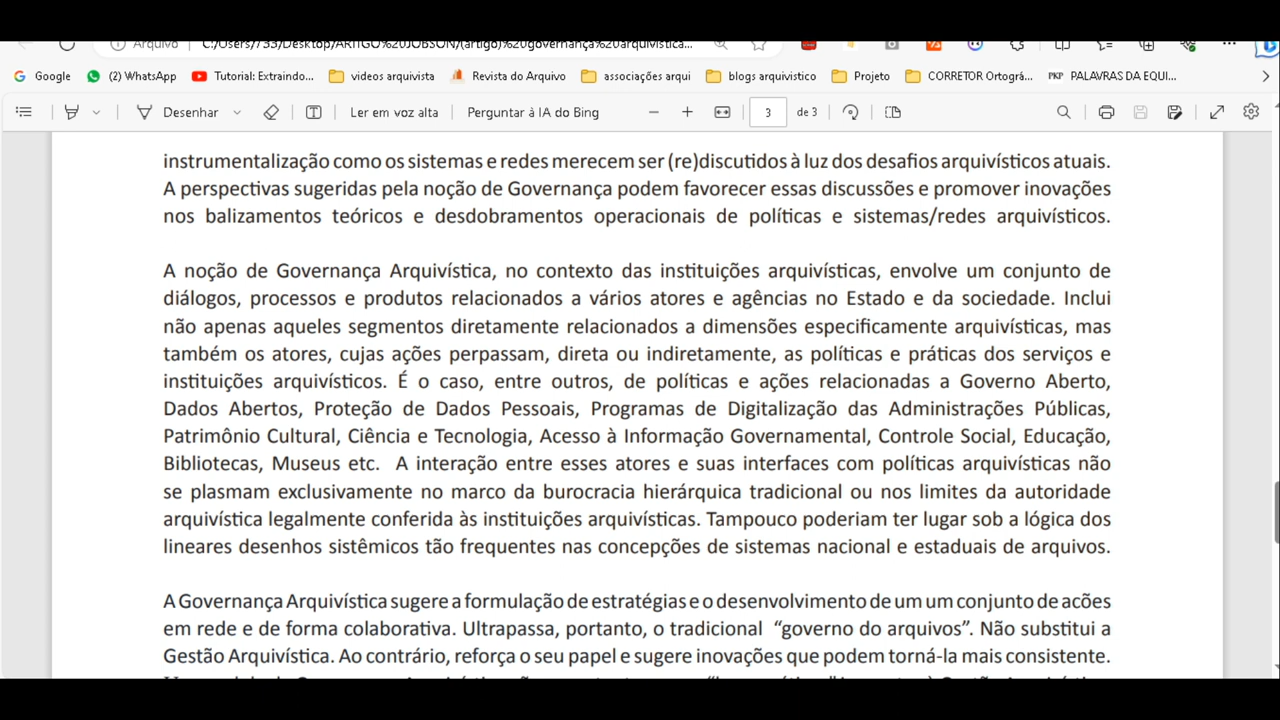 Arquivo
C:/Users/733/Desktop/ARTIGO%20JOBSON/(artigo)%20governança%20arquivistica...
Google
(2) WhatsApp
Tutorial: Extraindo...
videos arquivista
Revista do Arquivo
associações arqui
blogs arquivistico
Projeto
CORRETOR Ortográ...
PKP PALAVRAS DA EQUI...
Desenhar
Ler em voz alta
Perguntar à IA do Bing
3
de 3
instrumentalização como os sistemas e redes merecem ser (re)discutidos à luz dos desafios arquivísticos atuais.
A perspectivas sugeridas pela noção de Governança podem favorecer essas discussões e promover inovações
nos balizamentos teóricos e desdobramentos operacionais de políticas e sistemas/redes arquivísticos.
A noção de Governança Arquivística, no contexto das instituições arquivísticas, envolve um conjunto de
diálogos, processos e produtos relacionados a vários atores e agências no Estado e da sociedade. Inclui
não apenas aqueles segmentos diretamente relacionados a dimensões especificamente arquivísticas, mas
também os atores, cujas ações perpassam, direta ou indiretamente, as políticas e práticas dos serviços e
instituições arquivísticos. É o caso, entre outros, de políticas e ações relacionadas a Governo Aberto,
Dados Abertos, Proteção de Dados Pessoais, Programas de Digitalização das Administrações Públicas,
Patrimônio Cultural, Ciência e Tecnologia, Acesso à Informação Governamental, Controle Social, Educação,
Bibliotecas, Museus etc. A interação entre esses atores e suas interfaces com políticas arquivísticas não
se plasmam exclusivamente no marco da burocracia hierárquica tradicional ou nos limites da autoridade
arquivística legalmente conferida às instituições arquivísticas. Tampouco poderiam ter lugar sob a lógica dos
lineares desenhos sistêmicos tão frequentes nas concepções de sistemas nacional e estaduais de arquivos.
A Governança Arquivística sugere a formulação de estratégias e o desenvolvimento de um um conjunto de acões
em rede e de forma colaborativa. Ultrapassa, portanto, o tradicional “governo do arquivos”. Não substitui a
Gestão Arquivística. Ao contrário, reforça o seu papel e sugere inovações que podem torná-la mais consistente.